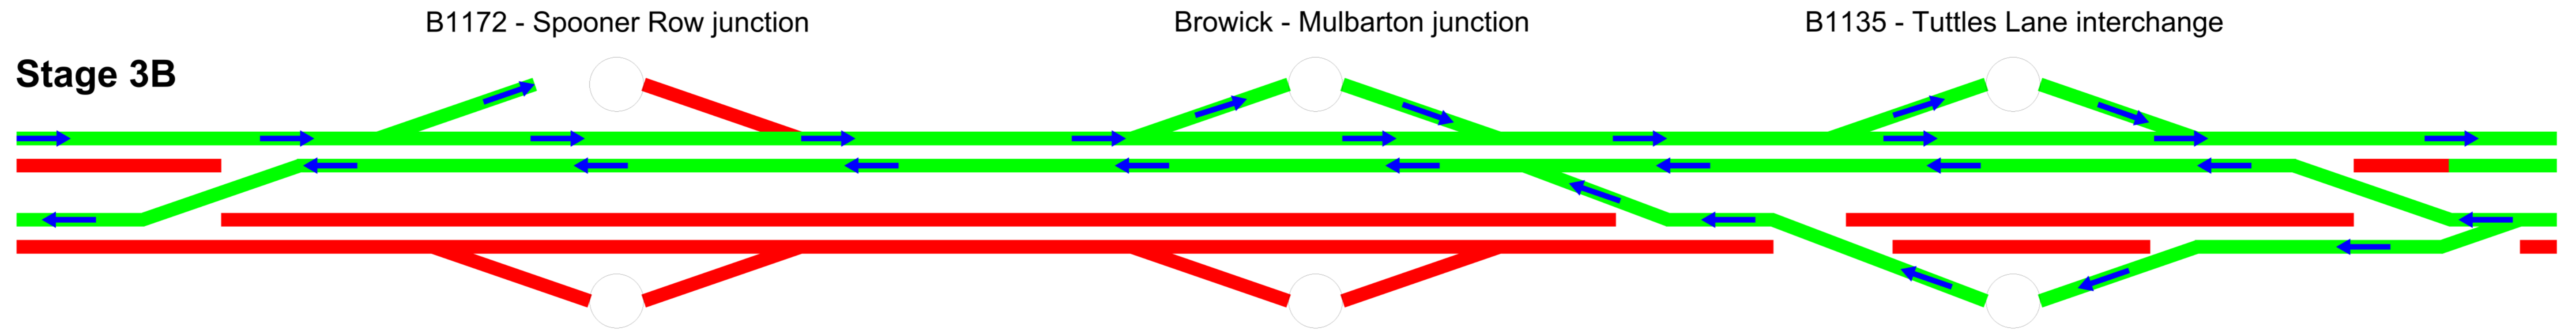 B1172 - Spooner Row junction
Browick - Mulbarton junction
B1135 - Tuttles Lane interchange
Stage 3B